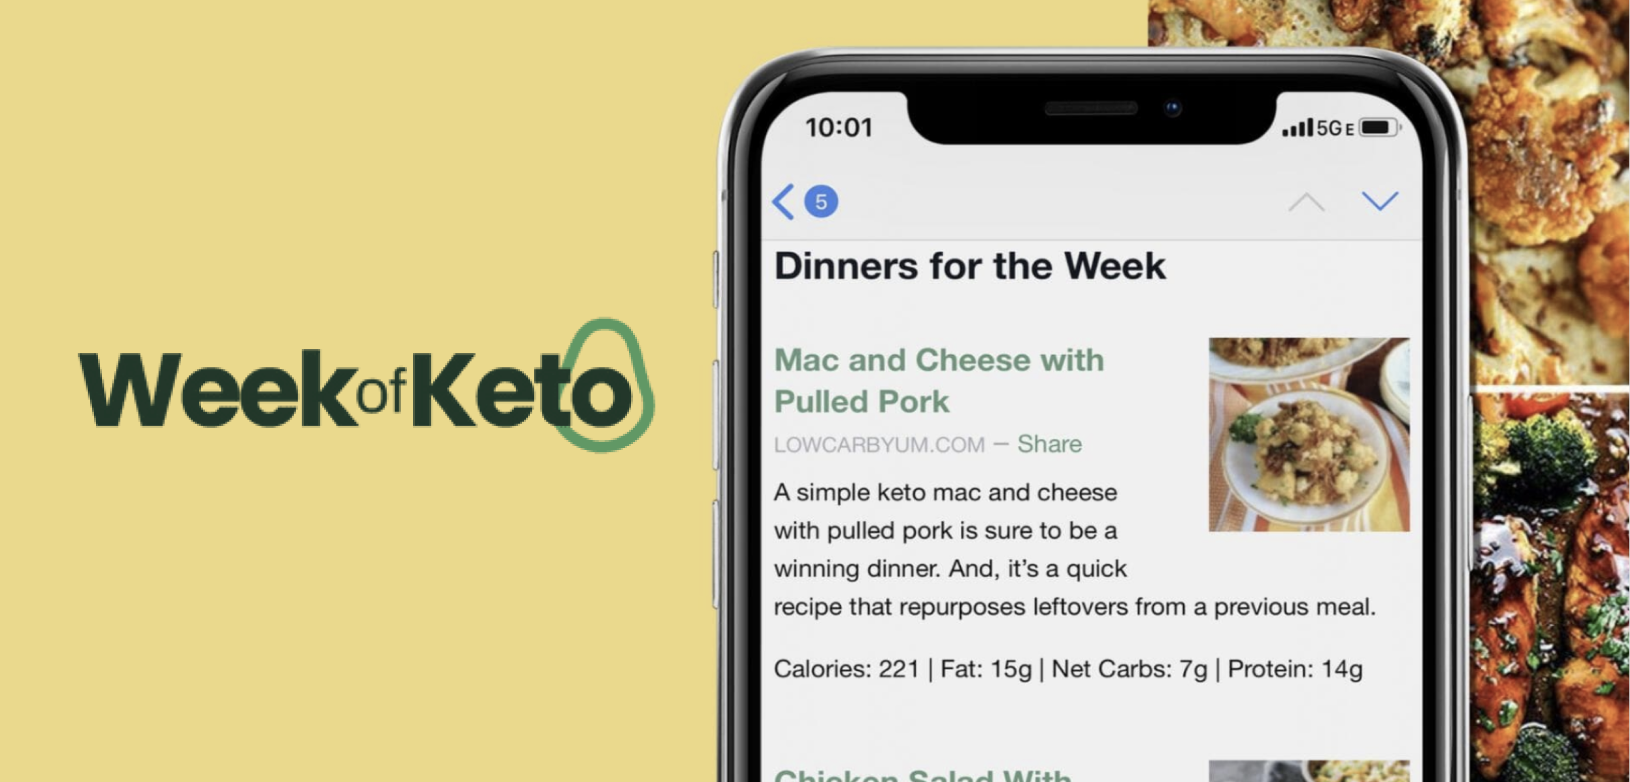 WeekofKeto
10:01
5GE
5
Dinners for the Week
Mac and Cheese with
Pulled Pork
LOWCARBYUM.COM – Share
A simple keto mac and cheese
with pulled pork is sure to be a
winning dinner. And, it’s a quick
recipe that repurposes leftovers from a previous meal.
Calories: 221 | Fat: 15g | Net Carbs: 7g | Protein: 14g
Chicken Salad With